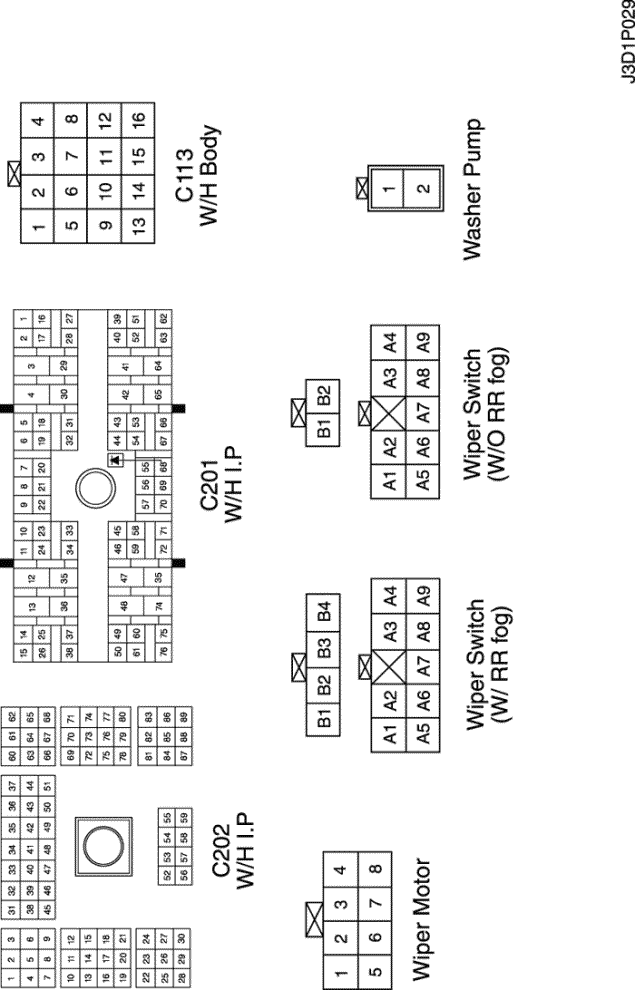 1 2 3
4 5 6
7 8 9
10 11 12
13 14 15
16 17 18
19 20 21
22 23 24
25 26 27
28 29 30
31 32 33 34 35 36 37
38 39 40 41 42 43 44
45 46 47 48 49 50 51
52 53 54 55
56 57 58 59
60 61 62
63 64 65
66 67 68
69 70 71
72 73 74
75 76 77
78 79 80
81 82 83
84 85 86
87 88 89
C202
W/H I.P
15 14 13 12 11 10 9 8 7 6 5 4 3 2 1
26 25 24 23 22 21 20 19 18 17 16
38 37 36 35 34 33 32 31 30 29 28 27
50 49 48 47 46 45 44 43 42 41 40 39
61 60 59 58 57 56 55 54 53 52 51
76 75 74 35 72 71 70 69 68 67 66 65 64 63 62
C201
W/H I.P
1 2 3 4
5 6 7 8
9 10 11 12
13 14 15 16
C113
W/H Body
1 2 3 4
5 6 7 8
Wiper Motor
B1 B2 B3 B4
A1 A2 A3 A4
A5 A6 A7 A8 A9
Wiper Switch
(W/ RR fog)
B1 B2
A1 A2 A3 A4
A5 A6 A7 A8 A9
Wiper Switch
(W/O RR fog)
1
2
Washer Pump
J3D1P029